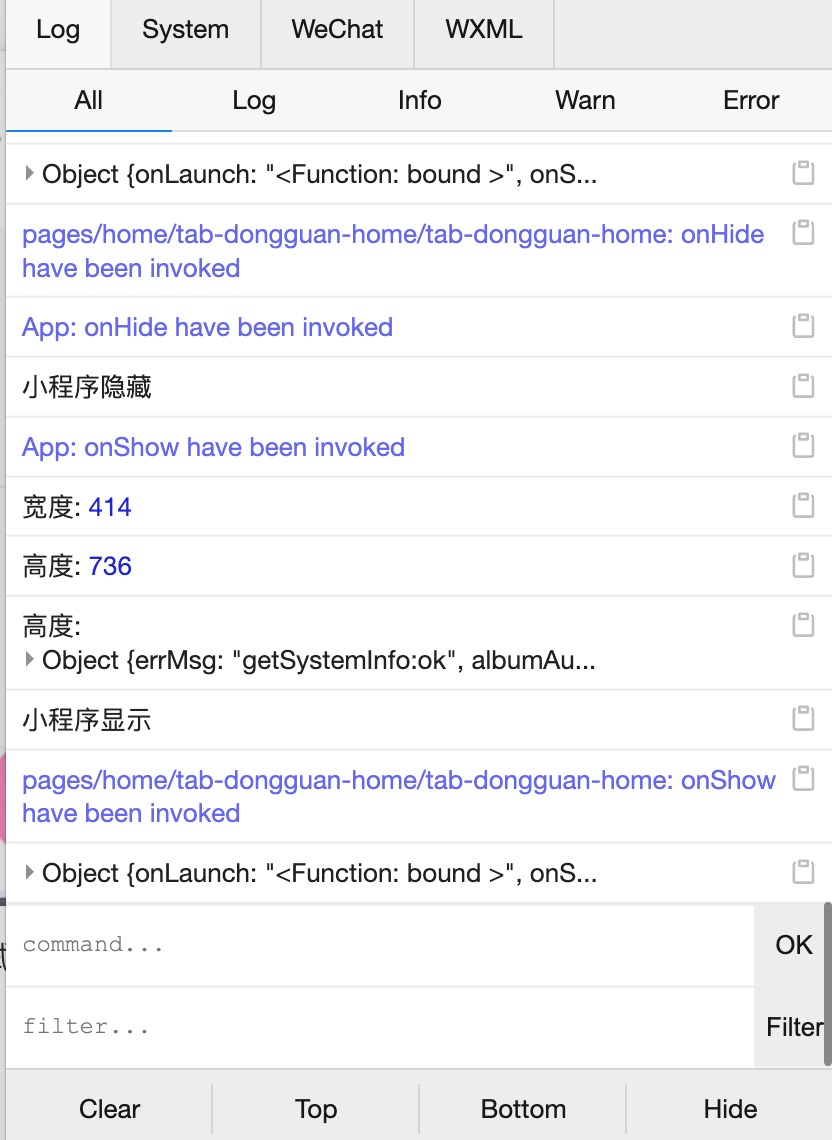 Log System WeChat WXML
All Log Info Warn Error
Object {onLaunch: "<Function: bound >", onS...
pages/home/tab-dongguan-home/tab-dongguan-home: onHide
have been invoked
App: onHide have been invoked
小程序隐藏
App: onShow have been invoked
宽度: 414
高度: 736
高度:
Object {errMsg: "getSystemInfo:ok", albumAu...
小程序显示
pages/home/tab-dongguan-home/tab-dongguan-home: onShow
have been invoked
Object {onLaunch: "<Function: bound >", onS...
command... OK
filter... Filter
Clear Top Bottom Hide